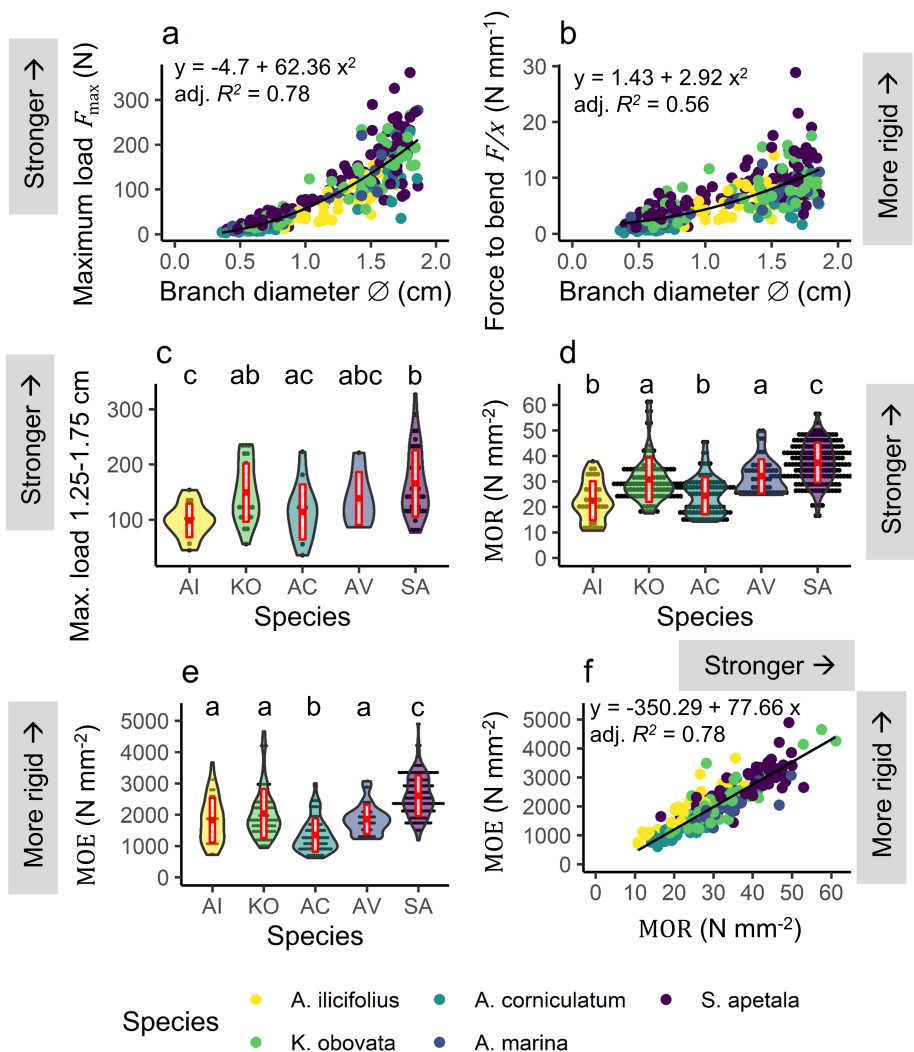 a
Stronger →
Maximum load Fmax (N)
y = -4.7 + 62.36 x2
adj. R2 = 0.78
300
200
100
0
0.0 0.5 1.0 1.5 2.0
Branch diameter ∅ (cm)
b
Force to bend F/x (N mm-1)
y = 1.43 + 2.92 x2
adj. R2 = 0.56
30
20
10
0
0.0 0.5 1.0 1.5 2.0
Branch diameter ∅ (cm)
More rigid →
c
Stronger →
Max. load 1.25-1.75 cm
c ab ac abc b
300
200
100
AI KO AC AV SA
Species
d
MOR (N mm-2)
b a b a c
60
50
40
30
20
10
0
AI KO AC AV SA
Species
Stronger →
e
More rigid →
MOE (N mm-2)
a a b a c
5000
4000
3000
2000
1000
0
AI KO AC AV SA
Species
f
Stronger →
MOE (N mm-2)
y = -350.29 + 77.66 x
adj. R2 = 0.78
5000
4000
3000
2000
1000
0
0 10 20 30 40 50 60
MOR (N mm-2)
More rigid →
Species
A. ilicifolius A. corniculatum S. apetala
K. obovata A. marina